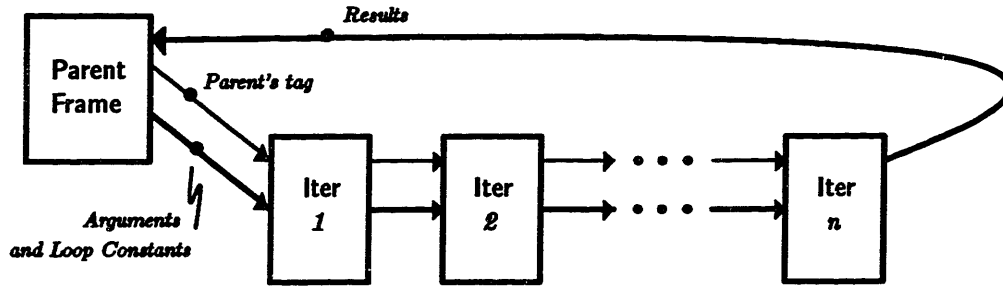 Results
Parent
Frame
Parent's tag
Iter
1
Iter
2
Iter
n
Arguments
and Loop Constants